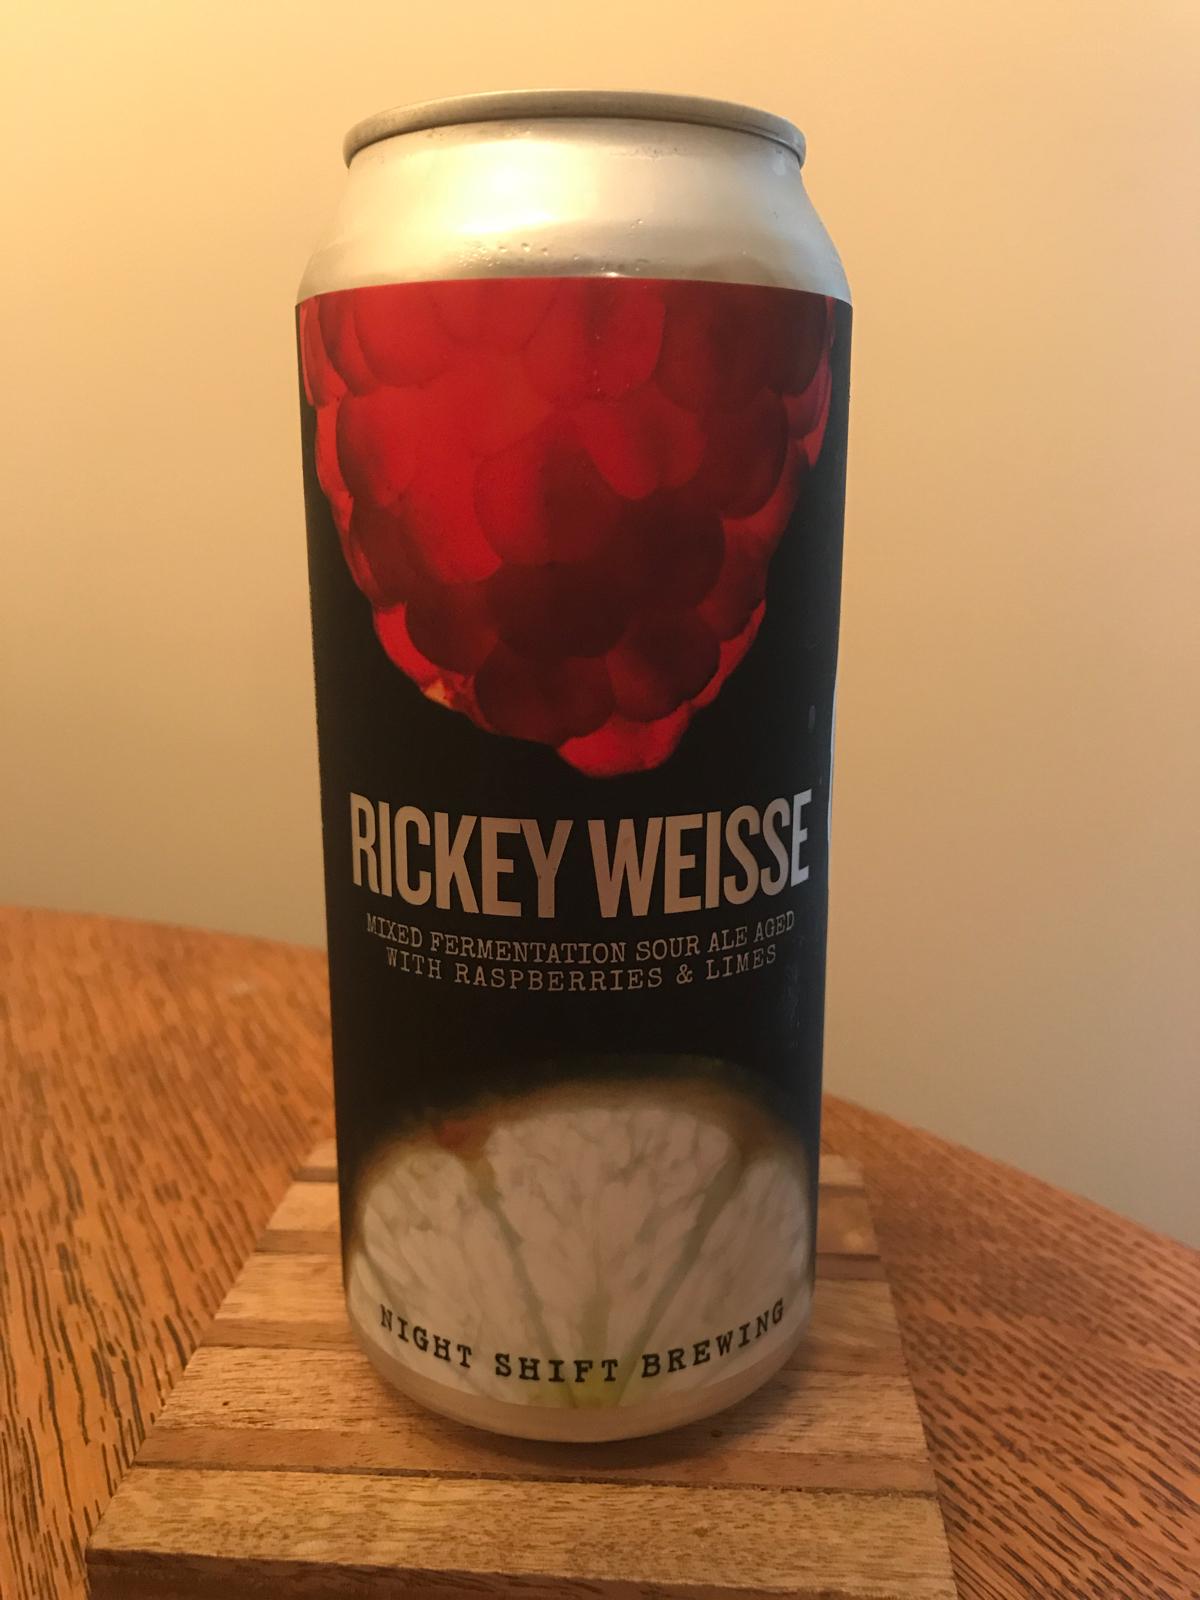 RICKEY WEISSE
MIXED FERMENTATION SOUR ALE AGED
WITH RASPBERRIES & LIMES
NIGHT SHIFT BREWING